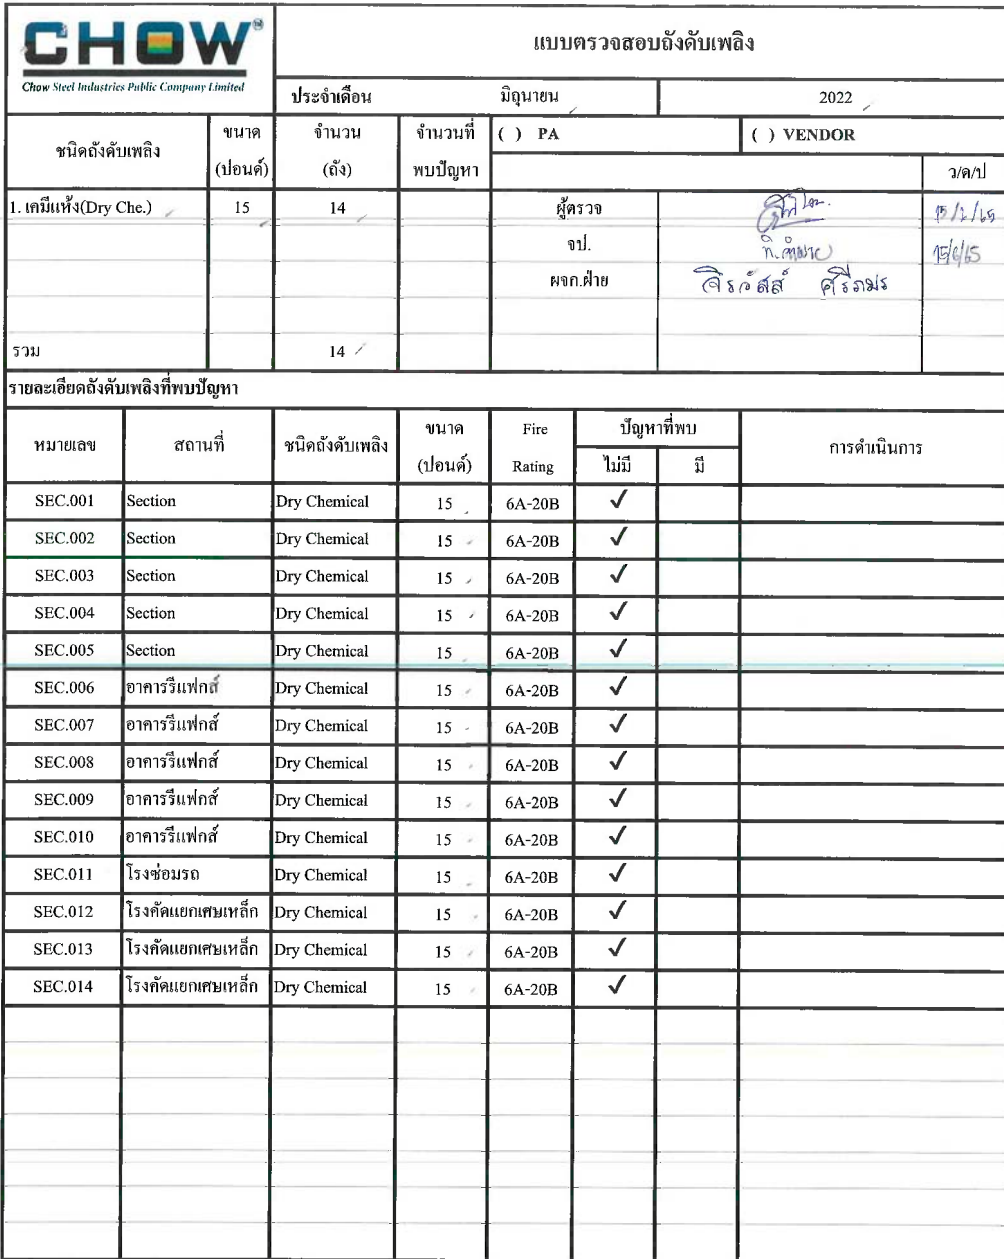 CHOW TM
Chow Steel Industries Public Company Limited
แบบตรวจสอบถังดับเพลิง
ประจำเดือน มิถุนายน 2022
ชนิดถังดับเพลิง ขนาด (ปอนด์) จำนวน (ถัง) จำนวนที่พบปัญหา ( ) PA ( ) VENDOR
ว/ด/ป
1. เคมีแห้ง(Dry Che.) 15 14 ผู้ตรวจ
จป. 15/6/65
ผจก.ฝ่าย จิรวัสส์
รวม 14
รายละเอียดถังดับเพลิงที่พบปัญหา
หมายเลข สถานที่ ชนิดถังดับเพลิง ขนาด (ปอนด์) Fire Rating ปัญหาที่พบ ไม่มี มี การดำเนินการ
SEC.001 Section Dry Chemical 15 6A-20B ✓
SEC.002 Section Dry Chemical 15 6A-20B ✓
SEC.003 Section Dry Chemical 15 6A-20B ✓
SEC.004 Section Dry Chemical 15 6A-20B ✓
SEC.005 Section Dry Chemical 15 6A-20B ✓
SEC.006 อาคารรีแฟกส์ Dry Chemical 15 6A-20B ✓
SEC.007 อาคารรีแฟกส์ Dry Chemical 15 6A-20B ✓
SEC.008 อาคารรีแฟกส์ Dry Chemical 15 6A-20B ✓
SEC.009 อาคารรีแฟกส์ Dry Chemical 15 6A-20B ✓
SEC.010 อาคารรีแฟกส์ Dry Chemical 15 6A-20B ✓
SEC.011 โรงซ่อมรถ Dry Chemical 15 6A-20B ✓
SEC.012 โรงคัดแยกเศษเหล็ก Dry Chemical 15 6A-20B ✓
SEC.013 โรงคัดแยกเศษเหล็ก Dry Chemical 15 6A-20B ✓
SEC.014 โรงคัดแยกเศษเหล็ก Dry Chemical 15 6A-20B ✓